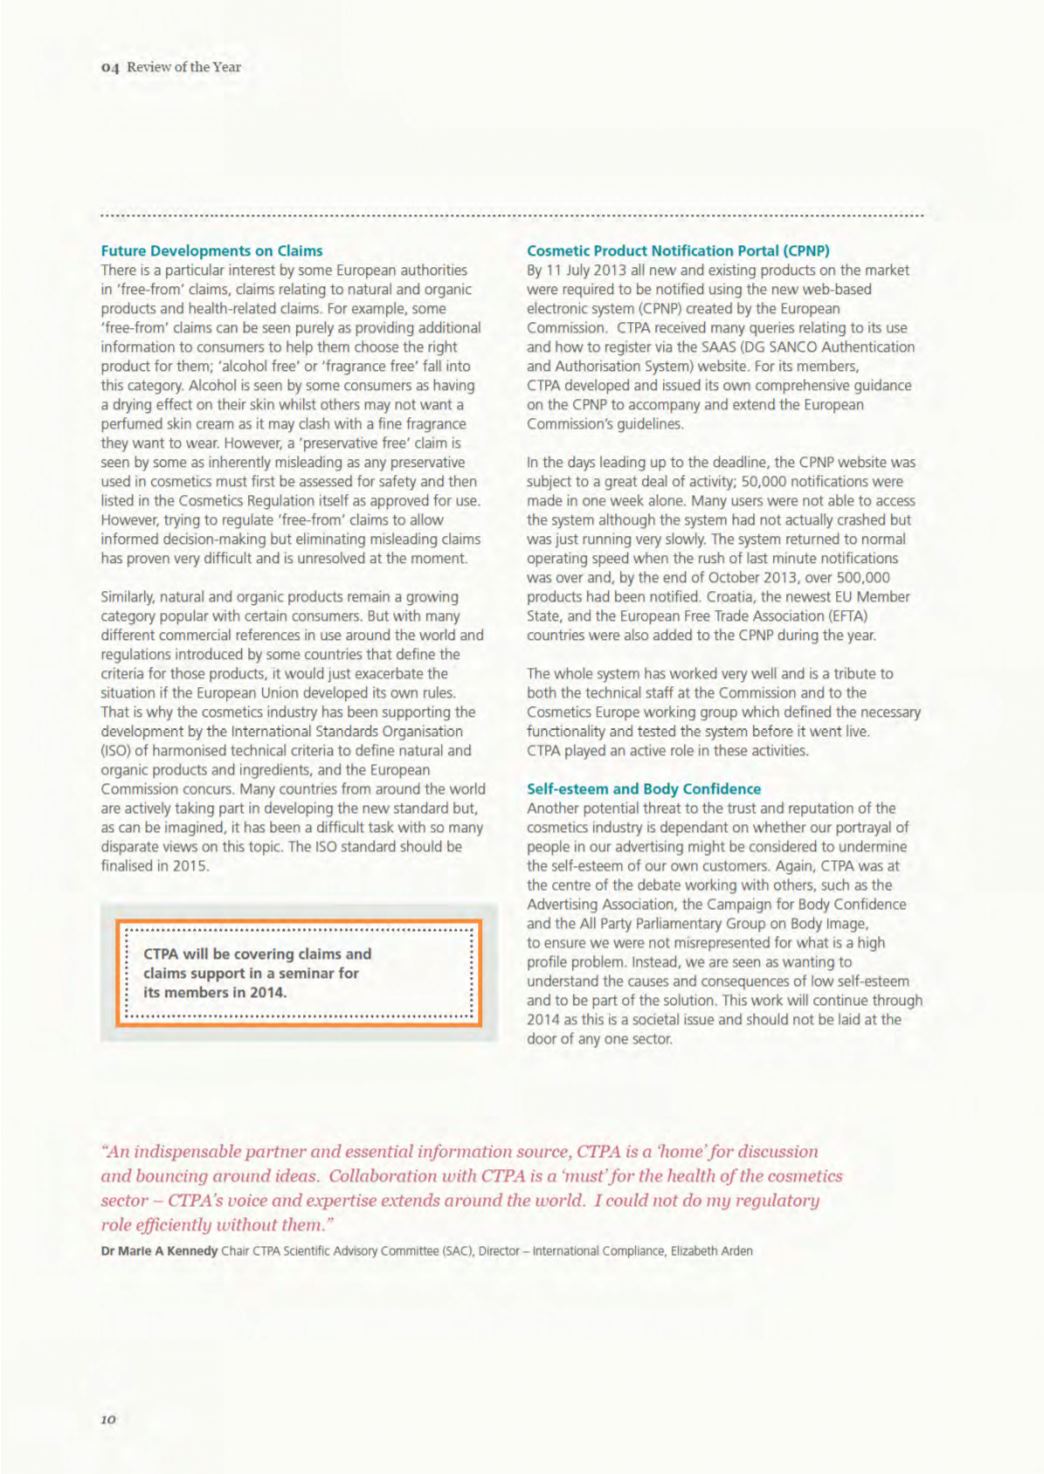 04 Review of the Year
Future Developments on Claims
There is a particular interest by some European authorities
in 'free-from' claims, claims relating to natural and organic
products and health-related claims. For example, some
'free-from' claims can be seen purely as providing additional
information to consumers to help them choose the right
product for them; 'alcohol free' or 'fragrance free' fall into
this category. Alcohol is seen by some consumers as having
a drying effect on their skin whilst others may not want a
perfumed skin cream as it may clash with a fine fragrance
they want to wear. However, a 'preservative free' claim is
seen by some as inherently misleading as any preservative
used in cosmetics must first be assessed for safety and then
listed in the Cosmetics Regulation itself as approved for use.
However, trying to regulate 'free-from' claims to allow
informed decision-making but eliminating misleading claims
has proven very difficult and is unresolved at the moment.
Similarly, natural and organic products remain a growing
category popular with certain consumers. But with many
different commercial references in use around the world and
regulations introduced by some countries that define the
criteria for those products, it would just exacerbate the
situation if the European Union developed its own rules.
That is why the cosmetics industry has been supporting the
development by the International Standards Organisation
(ISO) of harmonised technical criteria to define natural and
organic products and ingredients, and the European
Commission concurs. Many countries from around the world
are actively taking part in developing the new standard but,
as can be imagined, it has been a difficult task with so many
disparate views on this topic. The ISO standard should be
finalised in 2015.
CTPA will be covering claims and
claims support in a seminar for
its members in 2014.
Cosmetic Product Notification Portal (CPNP)
By 11 July 2013 all new and existing products on the market
were required to be notified using the new web-based
electronic system (CPNP) created by the European
Commission. CTPA received many queries relating to its use
and how to register via the SAAS (DG SANCO Authentication
and Authorisation System) website. For its members,
CTPA developed and issued its own comprehensive guidance
on the CPNP to accompany and extend the European
Commission's guidelines.
In the days leading up to the deadline, the CPNP website was
subject to a great deal of activity; 50,000 notifications were
made in one week alone. Many users were not able to access
the system although the system had not actually crashed but
was just running very slowly. The system returned to normal
operating speed when the rush of last minute notifications
was over and, by the end of October 2013, over 500,000
products had been notified. Croatia, the newest EU Member
State, and the European Free Trade Association (EFTA)
countries were also added to the CPNP during the year.
The whole system has worked very well and is a tribute to
both the technical staff at the Commission and to the
Cosmetics Europe working group which defined the necessary
functionality and tested the system before it went live.
CTPA played an active role in these activities.
Self-esteem and Body Confidence
Another potential threat to the trust and reputation of the
cosmetics industry is dependant on whether our portrayal of
people in our advertising might be considered to undermine
the self-esteem of our own customers. Again, CTPA was at
the centre of the debate working with others, such as the
Advertising Association, the Campaign for Body Confidence
and the All Party Parliamentary Group on Body Image,
to ensure we were not misrepresented for what is a high
profile problem. Instead, we are seen as wanting to
understand the causes and consequences of low self-esteem
and to be part of the solution. This work will continue through
2014 as this is a societal issue and should not be laid at the
door of any one sector.
"An indispensable partner and essential information source, CTPA is a 'home' for discussion
and bouncing around ideas. Collaboration with CTPA is a 'must' for the health of the cosmetics
sector – CTPA's voice and expertise extends around the world. I could not do my regulatory
role efficiently without them."
Dr Marie A Kennedy Chair CTPA Scientific Advisory Committee (SAC), Director – International Compliance, Elizabeth Arden
10